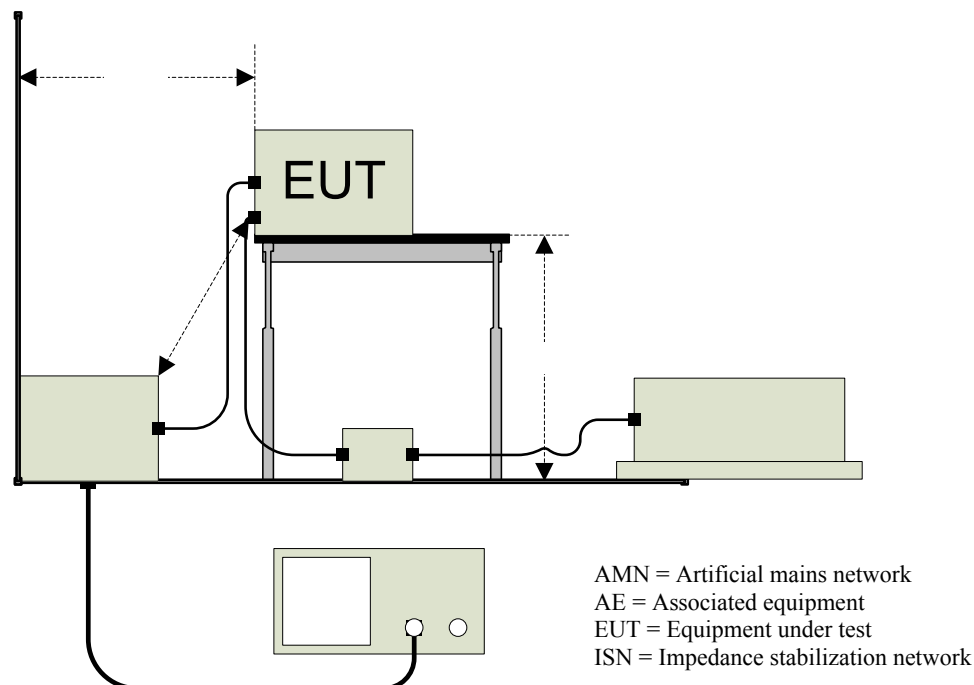 EUT
AMN = Artificial mains network
AE = Associated equipment
EUT = Equipment under test
ISN = Impedance stabilization network